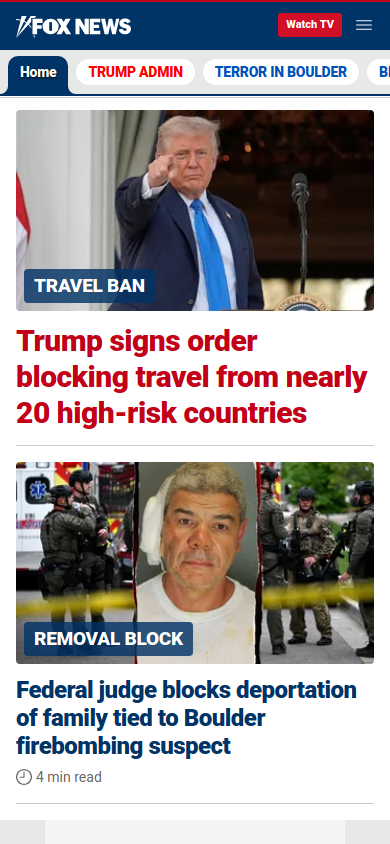 FOX NEWS
Watch TV
Home
TRUMP ADMIN
TERROR IN BOULDER
TRAVEL BAN
Trump signs order
blocking travel from nearly
20 high-risk countries
REMOVAL BLOCK
Federal judge blocks deportation
of family tied to Boulder
firebombing suspect
4 min read